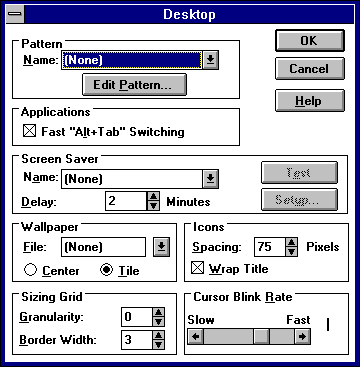 Desktop
Pattern
Name: (None)
Edit Pattern...
OK
Cancel
Help
Applications
Fast "Alt+Tab" Switching
Screen Saver
Name: (None)
Delay: 2 Minutes
Test
Setup...
Wallpaper
File: (None)
Center Tile
Icons
Spacing: 75 Pixels
Wrap Title
Sizing Grid
Granularity: 0
Border Width: 3
Cursor Blink Rate
Slow Fast